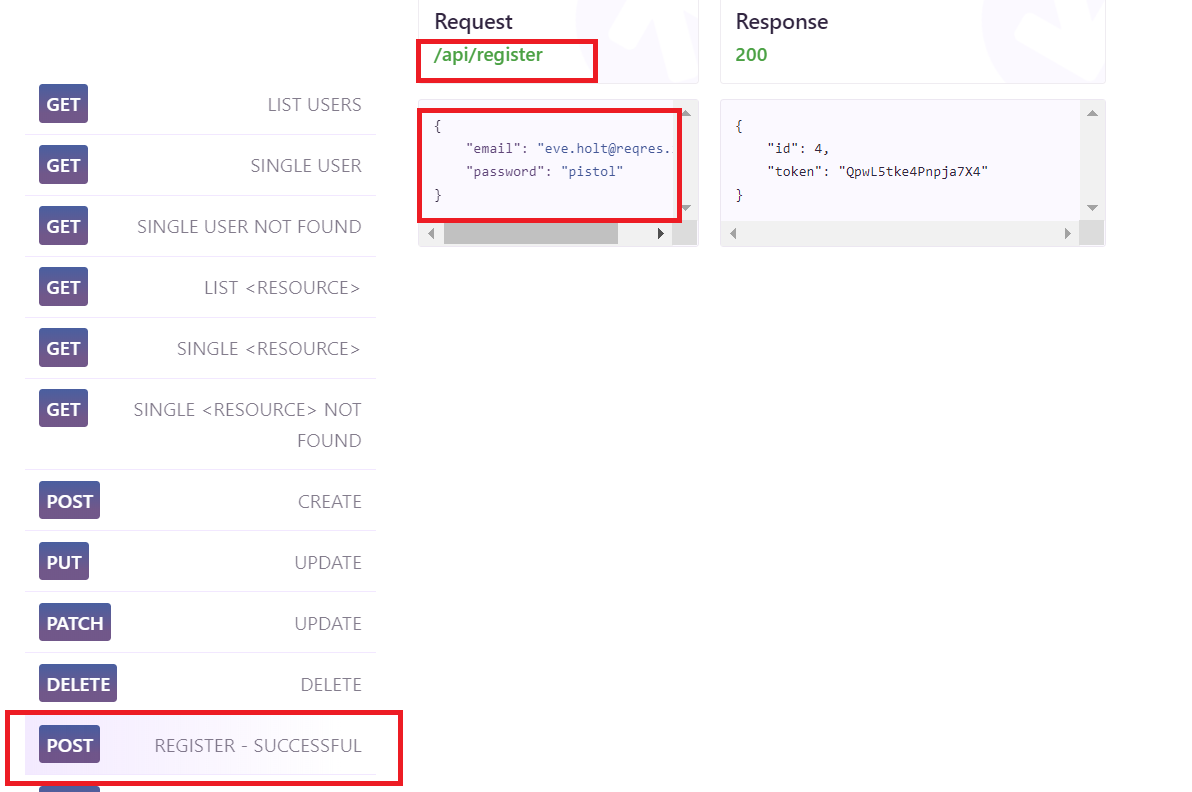 GET LIST USERS
GET SINGLE USER
GET SINGLE USER NOT FOUND
GET LIST <RESOURCE>
GET SINGLE <RESOURCE>
GET SINGLE <RESOURCE> NOT
FOUND
POST CREATE
PUT UPDATE
PATCH UPDATE
DELETE DELETE
POST REGISTER - SUCCESSFUL
Request
/api/register
{
"email": "eve.holt@reqres.
"password": "pistol"
}
Response
200
{
"id": 4,
"token": "QpwL5tke4Pnpja7X4"
}